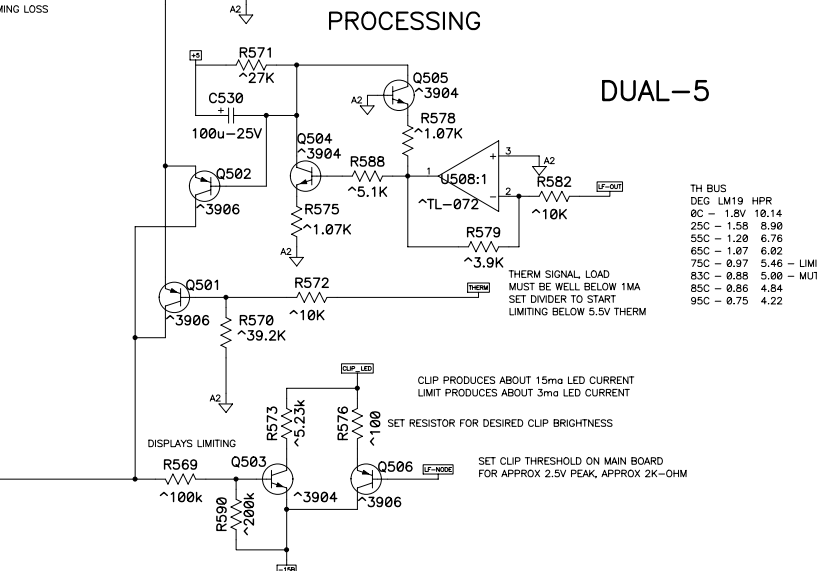 MING LOSS
A2
PROCESSING
+5
R571
^27K
Q505
^3904
A2
DUAL-5
C530
+
100u-25V
R578
^1.07K
Q504
^3904
3
+
A2
Q502
^3906
R588
^5.1K
1
U508:1
^TL-072
-
2
R582
^10K
LF-OUT
R575
^1.07K
A2
R579
^3.9K
TH BUS
DEG LM19 HPR
0C - 1.8V 10.14
25C - 1.58 8.90
55C - 1.20 6.76
65C - 1.07 6.02
75C - 0.97 5.46 - LIMI
83C - 0.88 5.00 - MUT
85C - 0.86 4.84
95C - 0.75 4.22
Q501
^3906
R572
^10K
THERM
THERM SIGNAL, LOAD
MUST BE WELL BELOW 1MA
SET DIVIDER TO START
LIMITING BELOW 5.5V THERM
R570
^39.2K
A2
CLIP_LED
CLIP PRODUCES ABOUT 15ma LED CURRENT
LIMIT PRODUCES ABOUT 3ma LED CURRENT
R573
^5.23k
R576
^100
SET RESISTOR FOR DESIRED CLIP BRIGHTNESS
DISPLAYS LIMITING
R569
^100k
Q503
^3904
Q506
^3906
LF-NODE
SET CLIP THRESHOLD ON MAIN BOARD
FOR APPROX 2.5V PEAK, APPROX 2K-OHM
R590
^200k
-15B